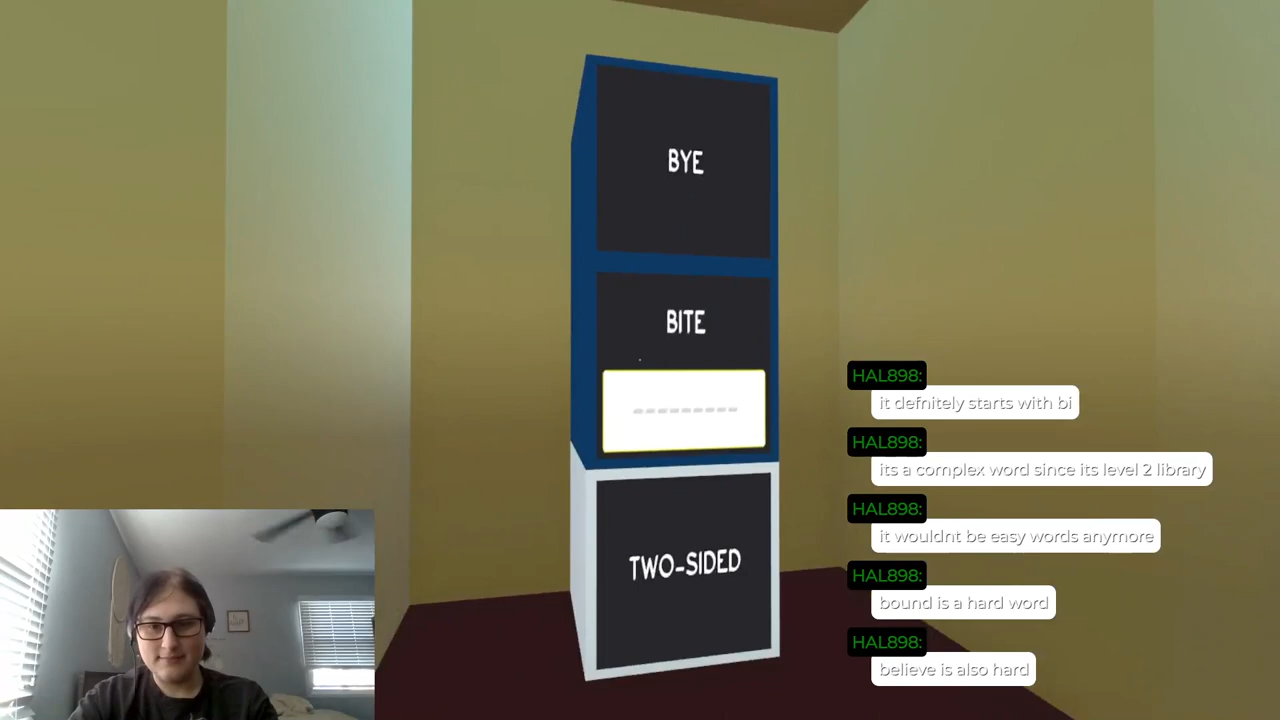 BYE
BITE
TWO-SIDED
HAL898:
it defnitely starts with bi
HAL898:
its a complex word since its level 2 library
HAL898:
it wouldnt be easy words anymore
HAL898:
bound is a hard word
HAL898:
believe is also hard